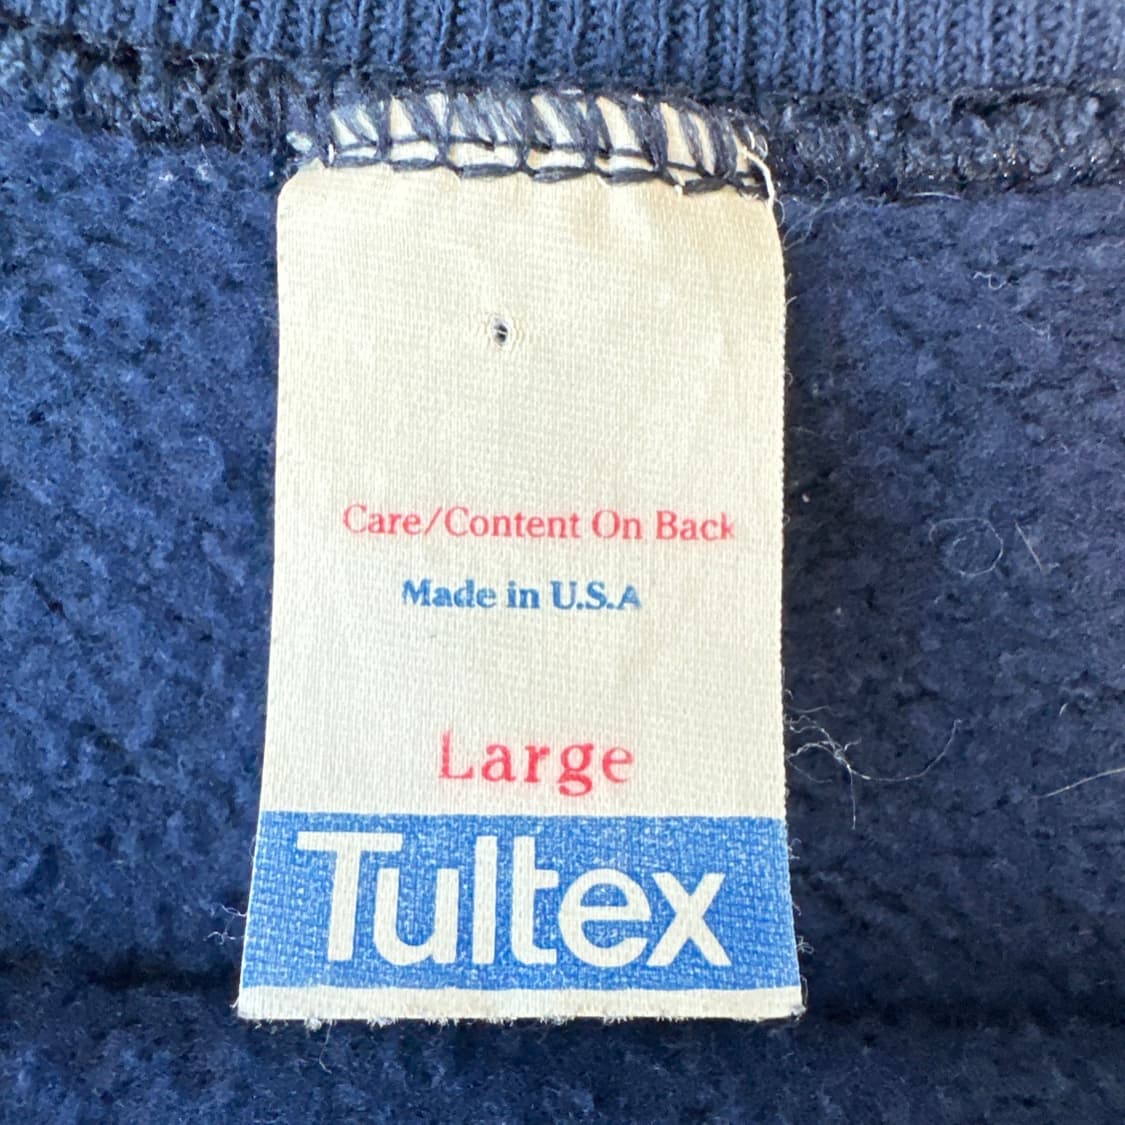 Care/Content On Back
Made in U.S.A
Large
Tultex